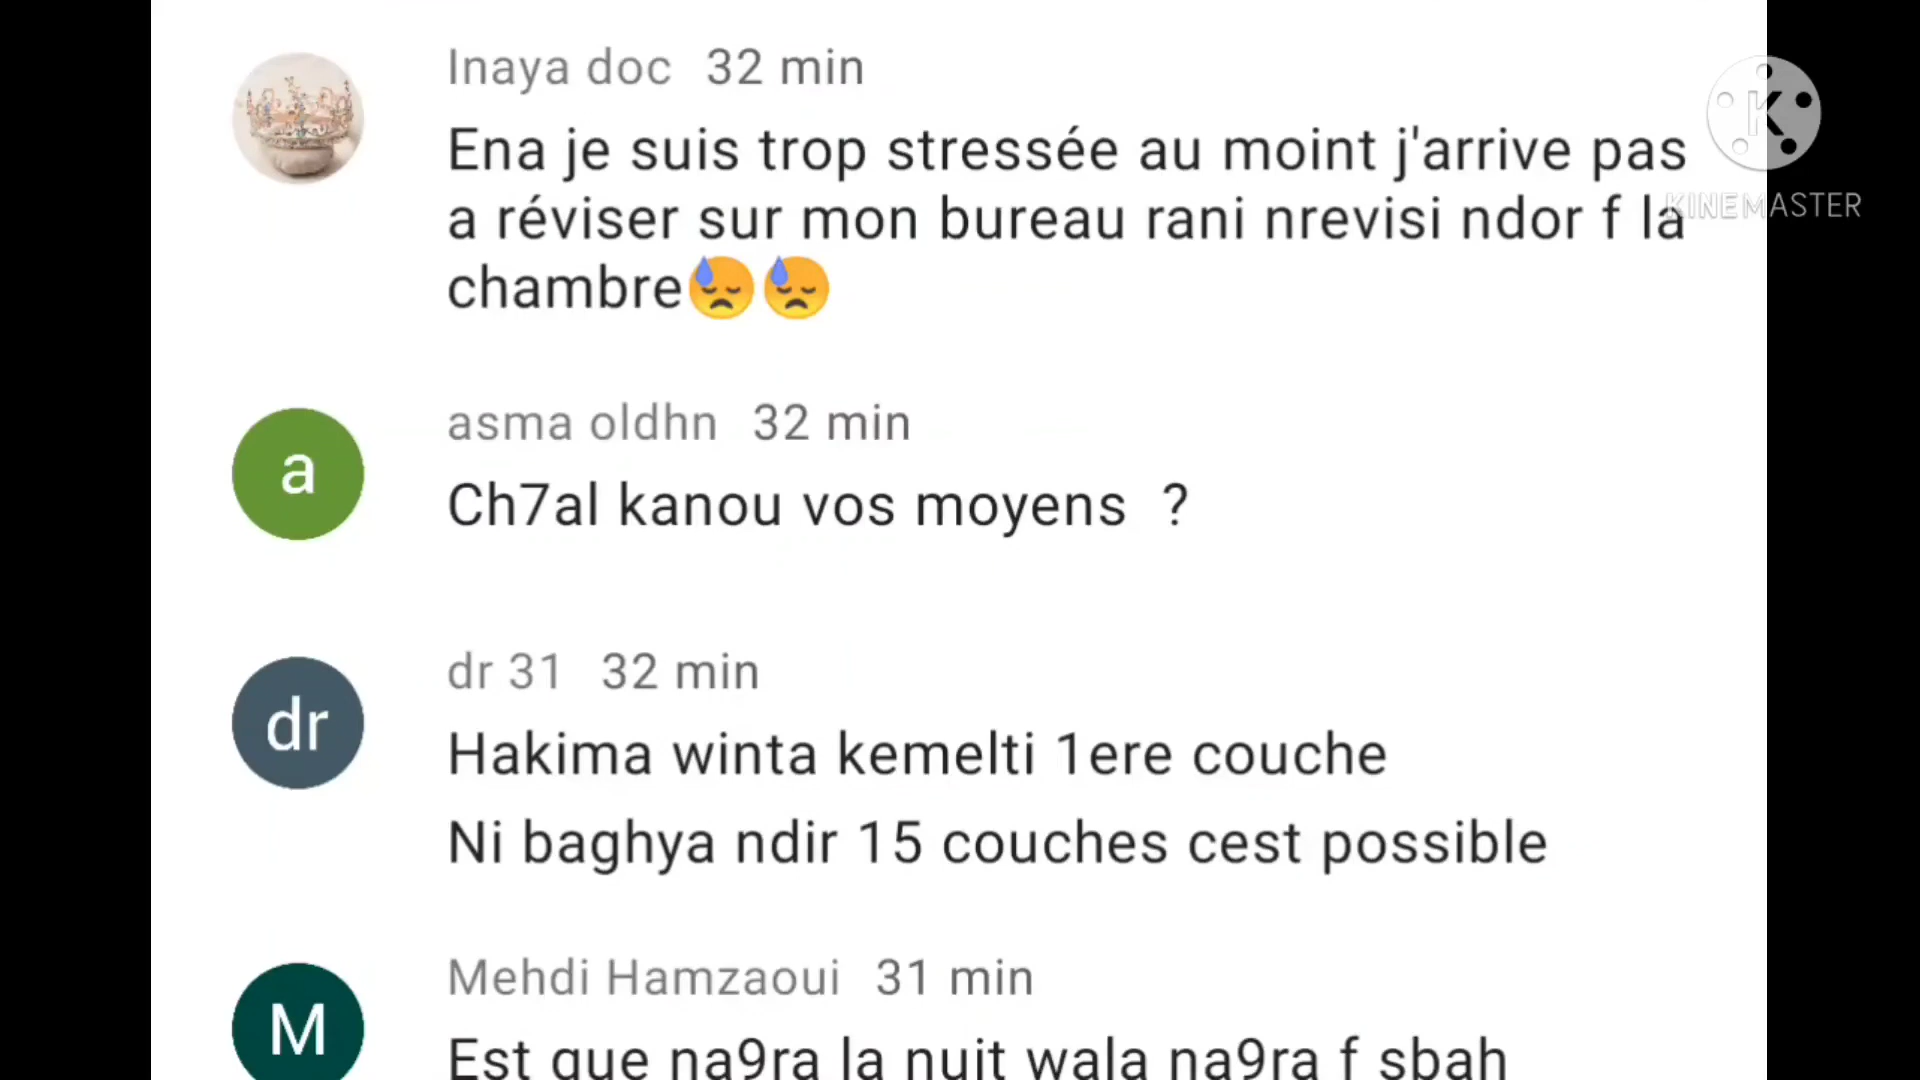 Inaya doc 32 min
Ena je suis trop stressée au moint j'arrive pas
a réviser sur mon bureau rani nrevisi ndor f la
chambre😓😓
K
KINEMASTER
a
asma oldhn 32 min
Ch7al kanou vos moyens ?
dr
dr 31 32 min
Hakima winta kemelti 1ere couche
Ni baghya ndir 15 couches cest possible
M
Mehdi Hamzaoui 31 min
Est que na9ra la nuit wala na9ra f sbah